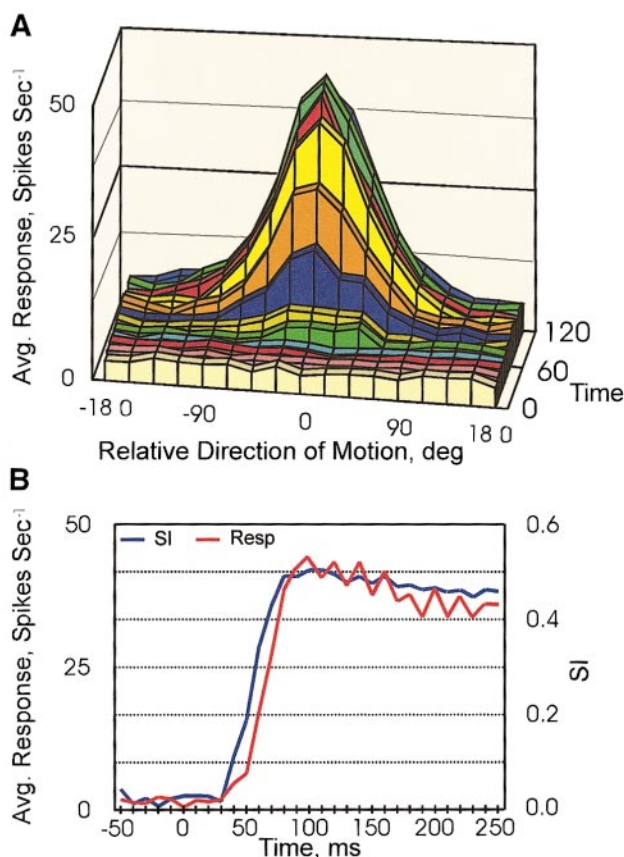 A
Avg. Response, Spikes Sec-1
50
25
0
-18 0
-90
0
90
18 0
Relative Direction of Motion, deg
120
60
0
Time
B
Avg. Response, Spikes Sec-1
50
25
0
SI
Resp
0.6
0.4
0.2
0.0
SI
-50
0
50
100
150
200
250
Time, ms